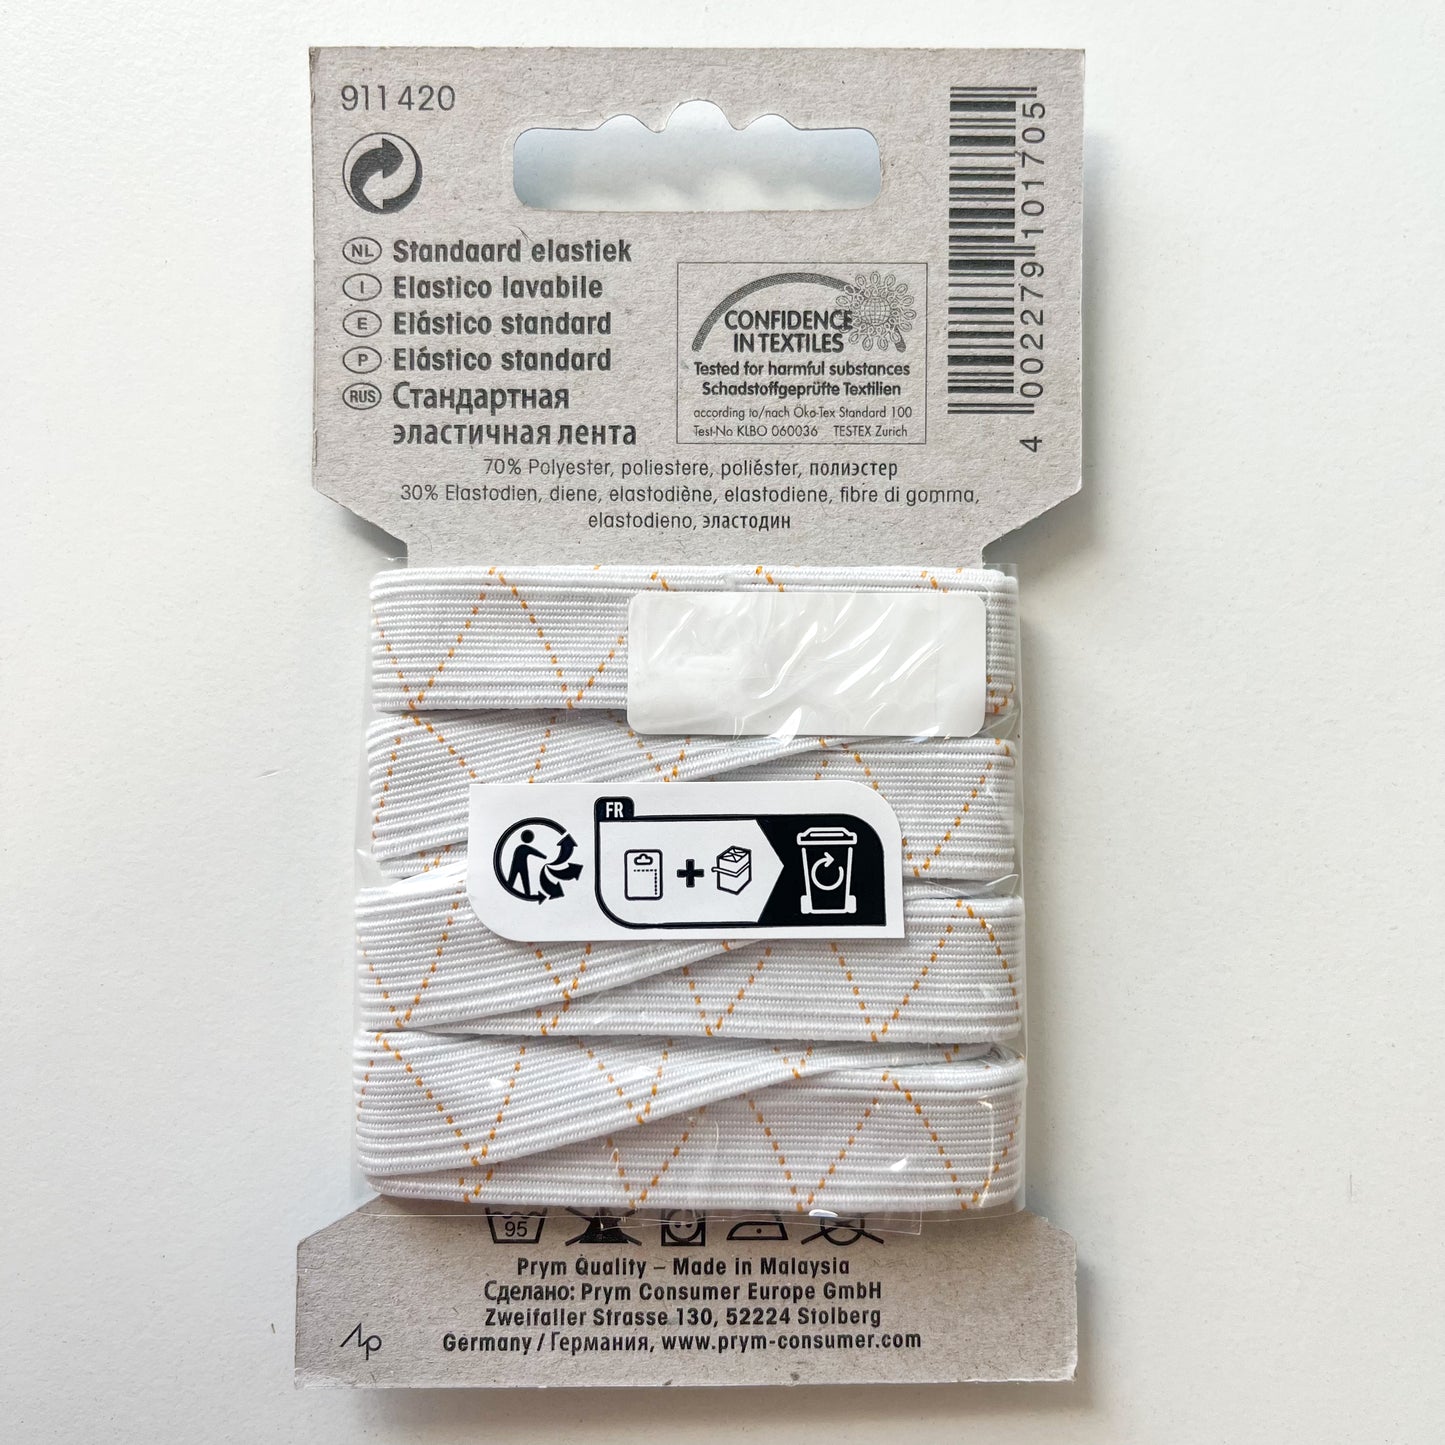 911 420
NL Standaard elastiek
I Elastico lavabile
E Elástico standard
P Elástico standard
RUS Стандартная
эластичная лента
CONFIDENCE
IN TEXTILES
Tested for harmful substances
Schadstoffgeprüfte Textilien
according to/nach Öko-Tex Standard 100
Test-No KLBO 060036 TESTEX Zurich
4 002279 101705
70% Polyester, poliestere, poliéster, полиэстер
30% Elastodien, diene, elastodiène, elastodiene, fibre di gomma,
elastodieno, эластодин
FR
95
Prym Quality – Made in Malaysia
Сделано: Prym Consumer Europe GmbH
Zweifaller Strasse 130, 52224 Stolberg
Germany / Германия, www.prym-consumer.com